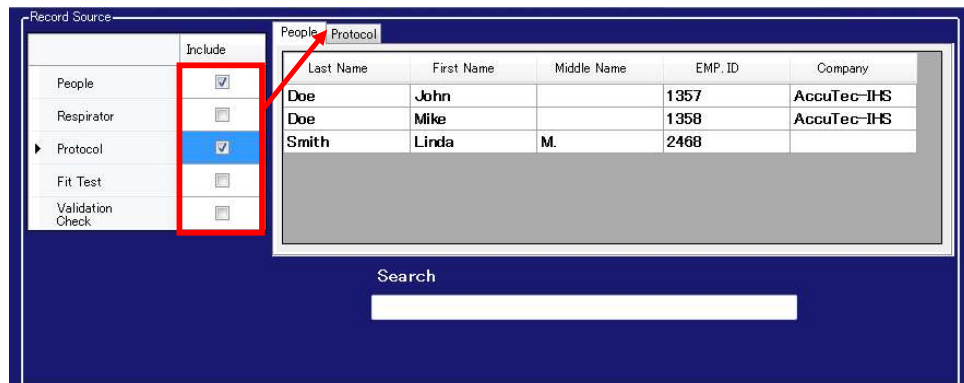 Record Source
Include
People
Respirator
Protocol
Fit Test
Validation
Check
People Protocol
Last Name First Name Middle Name EMP. ID Company
Doe John 1357 AccuTec-IHS
Doe Mike 1358 AccuTec-IHS
Smith Linda M. 2468
Search